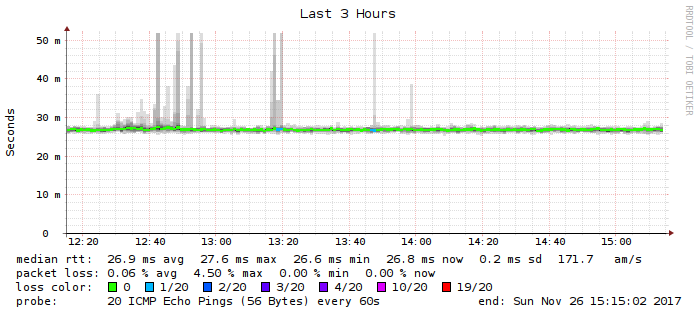 Last 3 Hours
RRDTOOL / TOBI OETIKER
Seconds
50 m
40 m
30 m
20 m
10 m
0
12:20 12:40 13:00 13:20 13:40 14:00 14:20 14:40 15:00
median rtt: 26.9 ms avg 27.6 ms max 26.6 ms min 26.8 ms now 0.2 ms sd 171.7 am/s
packet loss: 0.06 % avg 4.50 % max 0.00 % min 0.00 % now
loss color: 0 1/20 2/20 3/20 4/20 10/20 19/20
probe: 20 ICMP Echo Pings (56 Bytes) every 60s end: Sun Nov 26 15:15:02 2017